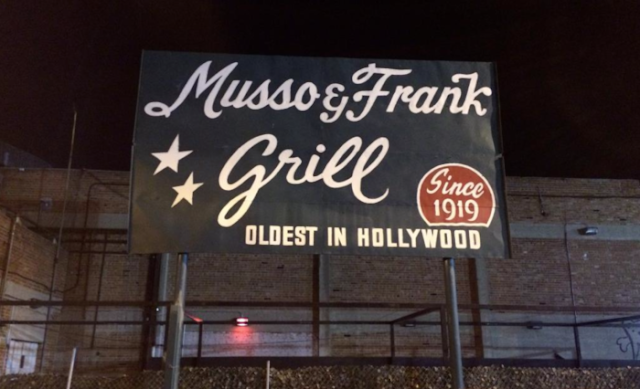 Musso & Frank
Grill
Since
1919
OLDEST IN HOLLYWOOD